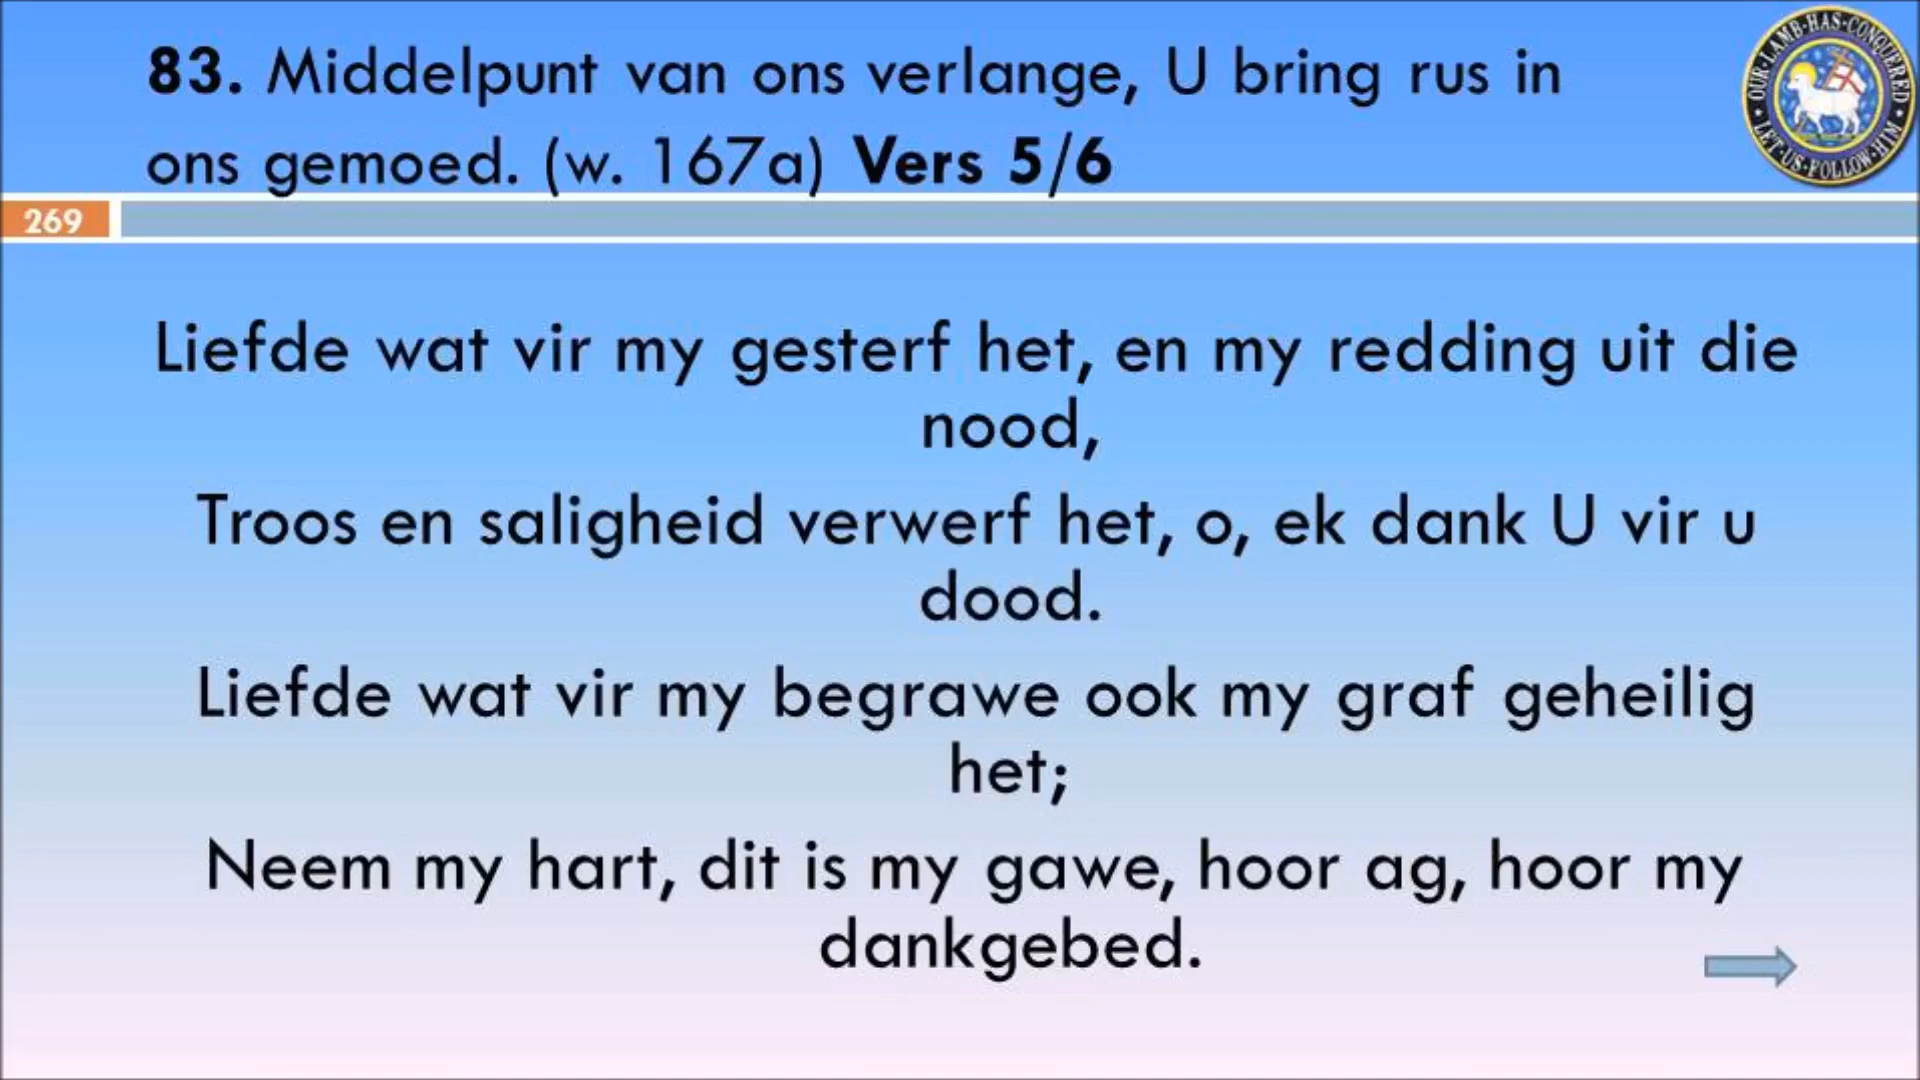 83. Middelpunt van ons verlange, U bring rus in
ons gemoed. (w. 167a) Vers 5/6
OUR·LAMB·HAS·CONQUERED·
LET·US·FOLLOW·HIM·
269
Liefde wat vir my gesterf het, en my redding uit die
nood,
Troos en saligheid verwerf het, o, ek dank U vir u
dood.
Liefde wat vir my begrawe ook my graf geheilig
het;
Neem my hart, dit is my gawe, hoor ag, hoor my
dankgebed.